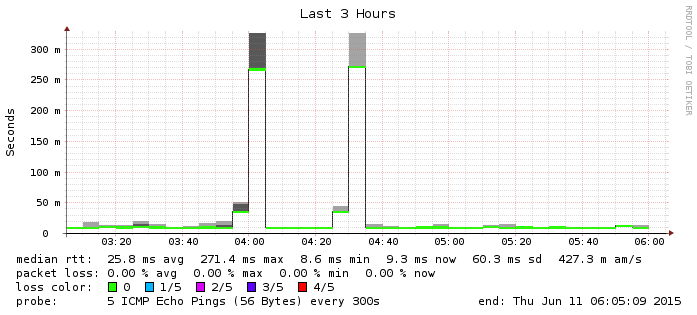 Last 3 Hours
RRDTOOL / TOBI OETIKER
Seconds
300 m
250 m
200 m
150 m
100 m
50 m
0
03:20 03:40 04:00 04:20 04:40 05:00 05:20 05:40 06:00
median rtt: 25.8 ms avg 271.4 ms max 8.6 ms min 9.3 ms now 60.3 ms sd 427.3 m am/s
packet loss: 0.00 % avg 0.00 % max 0.00 % min 0.00 % now
loss color: 0 1/5 2/5 3/5 4/5
probe: 5 ICMP Echo Pings (56 Bytes) every 300s end: Thu Jun 11 06:05:09 2015